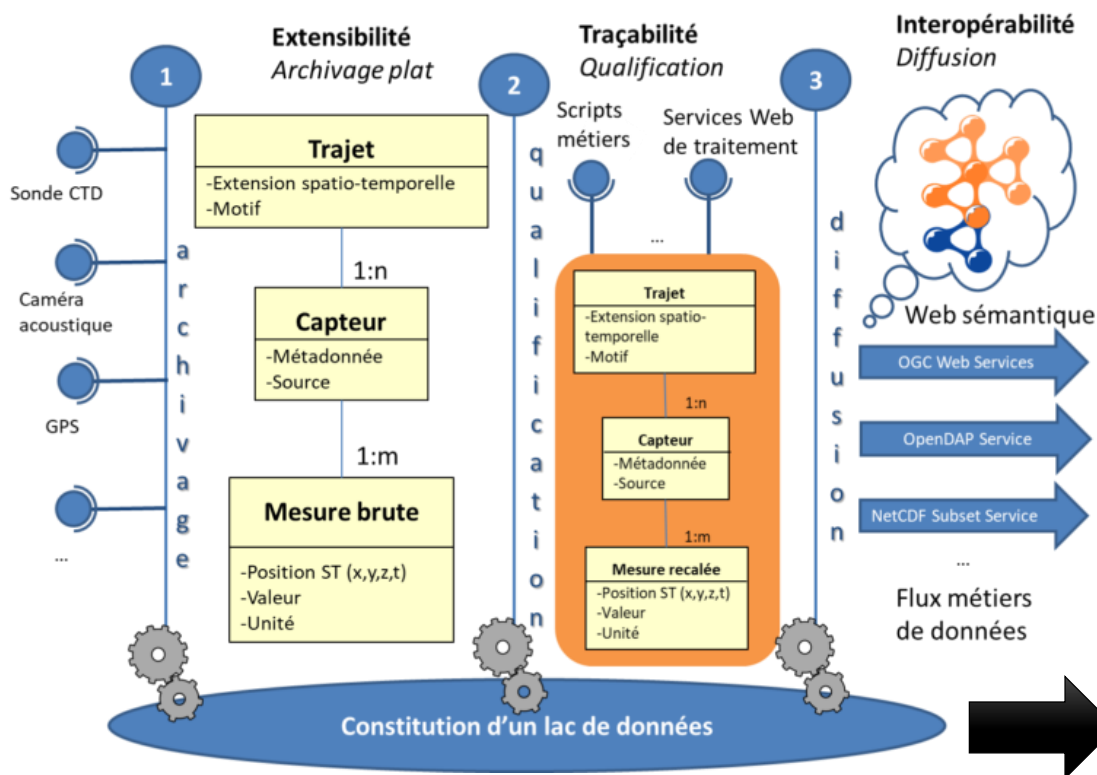 1
Extensibilité
Archivage plat
2
Traçabilité
Qualification
3
Interopérabilité
Diffusion
Sonde CTD
Caméra
acoustique
GPS
...
archivage
Trajet
-Extension spatio-temporelle
-Motif
1:n
Capteur
-Métadonnée
-Source
1:m
Mesure brute
-Position ST (x,y,z,t)
-Valeur
-Unité
qualification
Scripts
métiers
Services Web
de traitement
...
Trajet
-Extension spatio-
temporelle
-Motif
1:n
Capteur
-Métadonnée
-Source
1:m
Mesure recalée
-Position ST (x,y,z,t)
-Valeur
-Unité
diffusion
Web sémantique
OGC Web Services
OpenDAP Service
NetCDF Subset Service
...
Flux métiers
de données
Constitution d'un lac de données